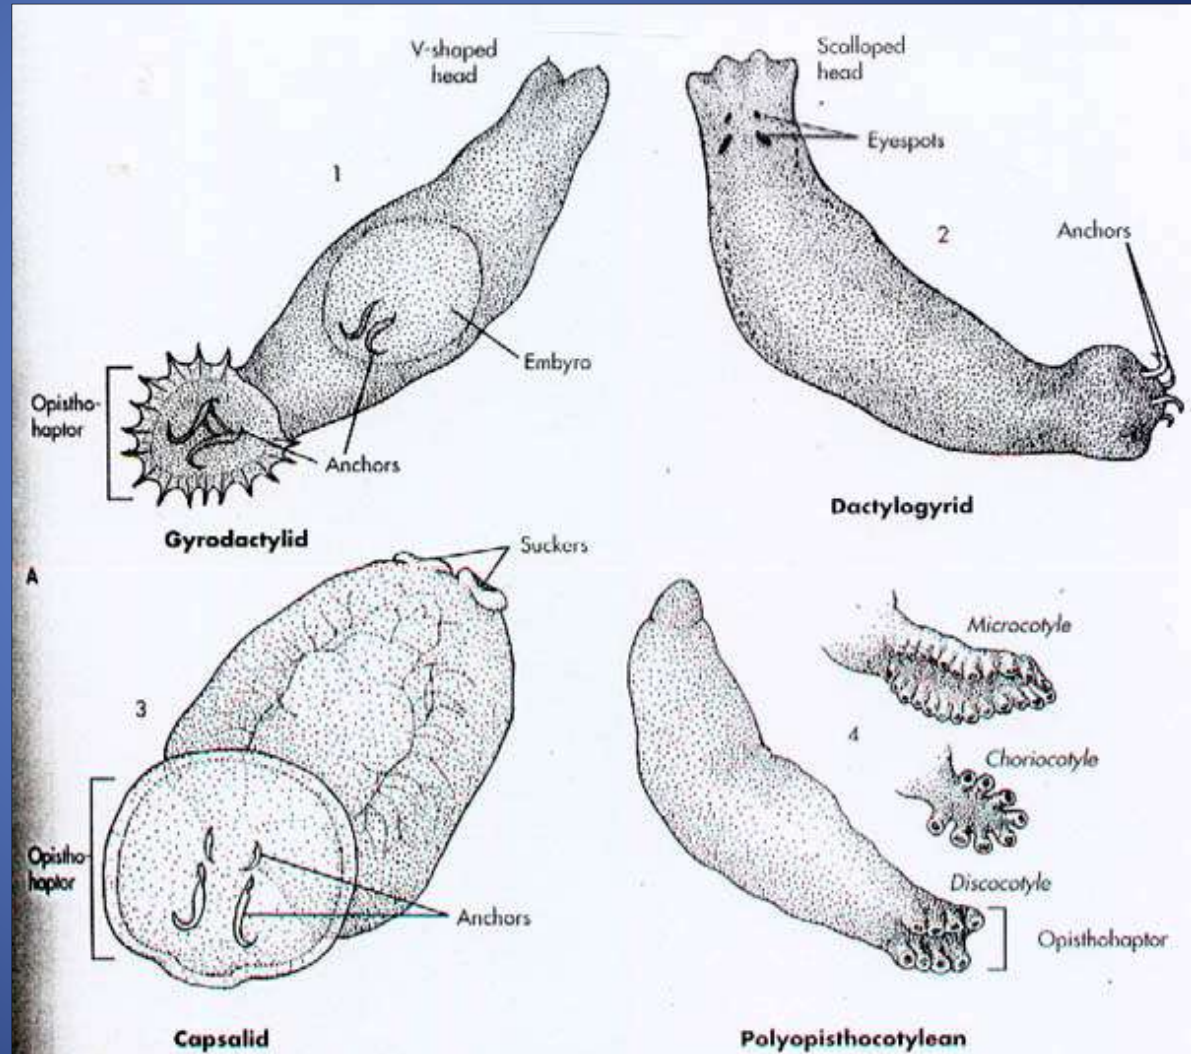 V-shaped
head
1
Embyro
Opistho-
haptor
Anchors
Gyrodactylid
Scalloped
head
Eyespots
2
Anchors
Dactylogyrid
A
Suckers
3
Opistho-
haptor
Anchors
Capsalid
Microcotyle
4
Choriocotyle
Discocotyle
Opisthohaptor
Polyopisthocotylean